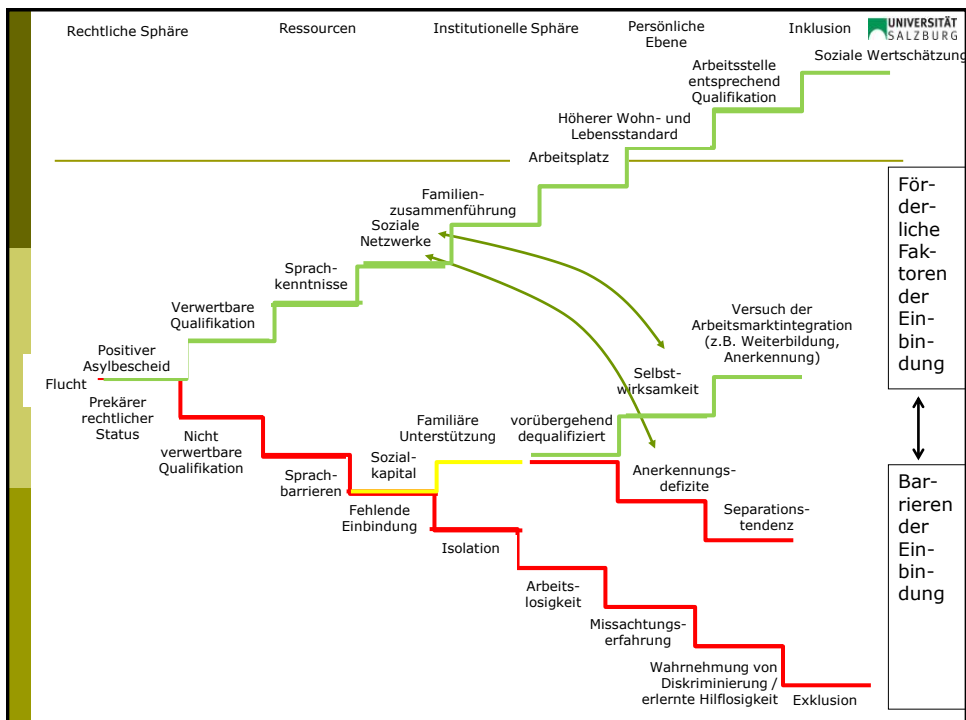 Rechtliche Sphäre
Ressourcen
Institutionelle Sphäre
Persönliche
Ebene
Inklusion
UNIVERSITÄT
SALZBURG
Soziale Wertschätzung
Arbeitsstelle
entsprechend
Qualifikation
Höherer Wohn- und
Lebensstandard
Arbeitsplatz
Familien-
zusammenführung
Soziale
Netzwerke
Sprach-
kenntnisse
Verwertbare
Qualifikation
Positiver
Asylbescheid
Flucht
Prekärer
rechtlicher
Status
Nicht
verwertbare
Qualifikation
Sprach-
barrieren
Familiäre
Unterstützung
Sozial-
kapital
Fehlende
Einbindung
Isolation
Arbeits-
losigkeit
Missachtungs-
erfahrung
Wahrnehmung von
Diskriminierung /
erlernte Hilflosigkeit
Exklusion
vorübergehend
dequalifiziert
Selbst-
wirksamkeit
Versuch der
Arbeitsmarktintegration
(z.B. Weiterbildung,
Anerkennung)
Anerkennungs-
defizite
Separations-
tendenz
För-
der-
liche
Fak-
toren
der
Ein-
bin-
dung
Bar-
rieren
der
Ein-
bin-
dung